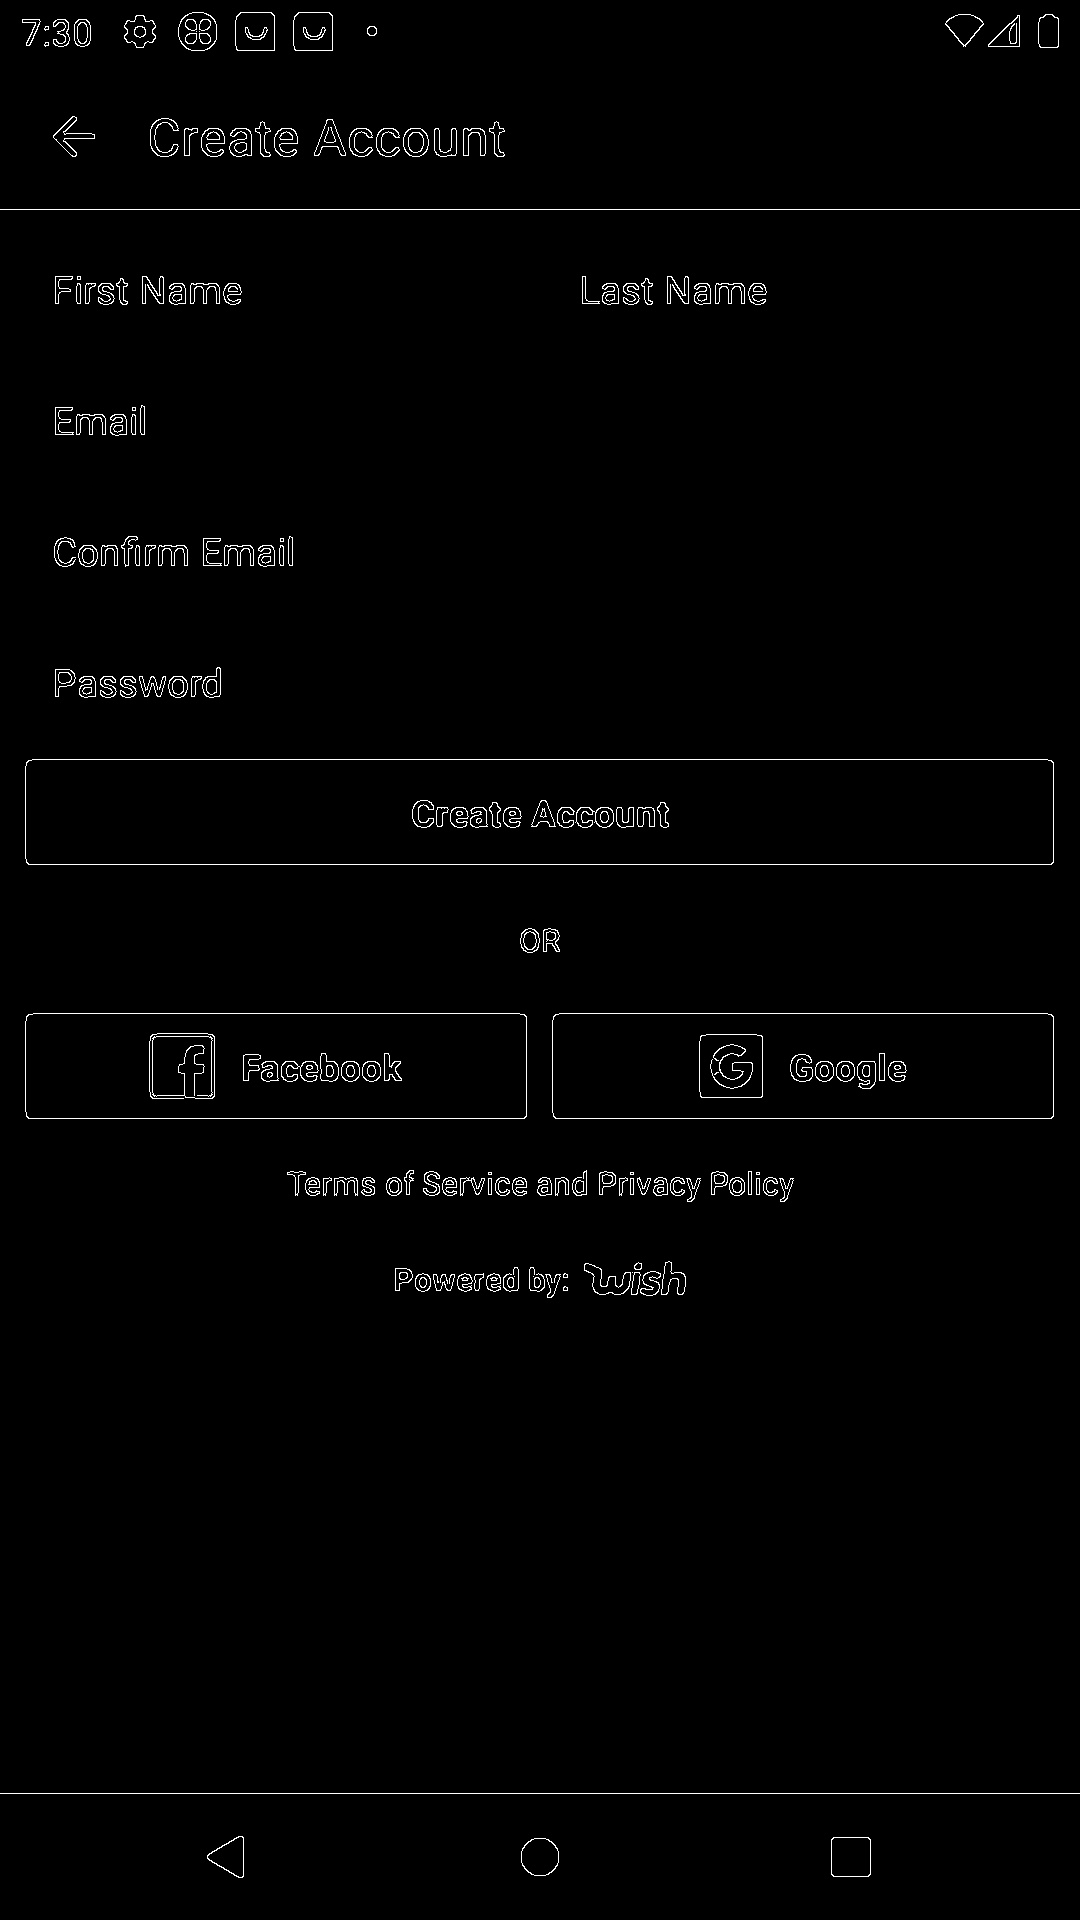 7:30
Create Account
First Name Last Name
Email
Confirm Email
Password
Create Account
OR
Facebook Google
Terms of Service and Privacy Policy
Powered by: wish